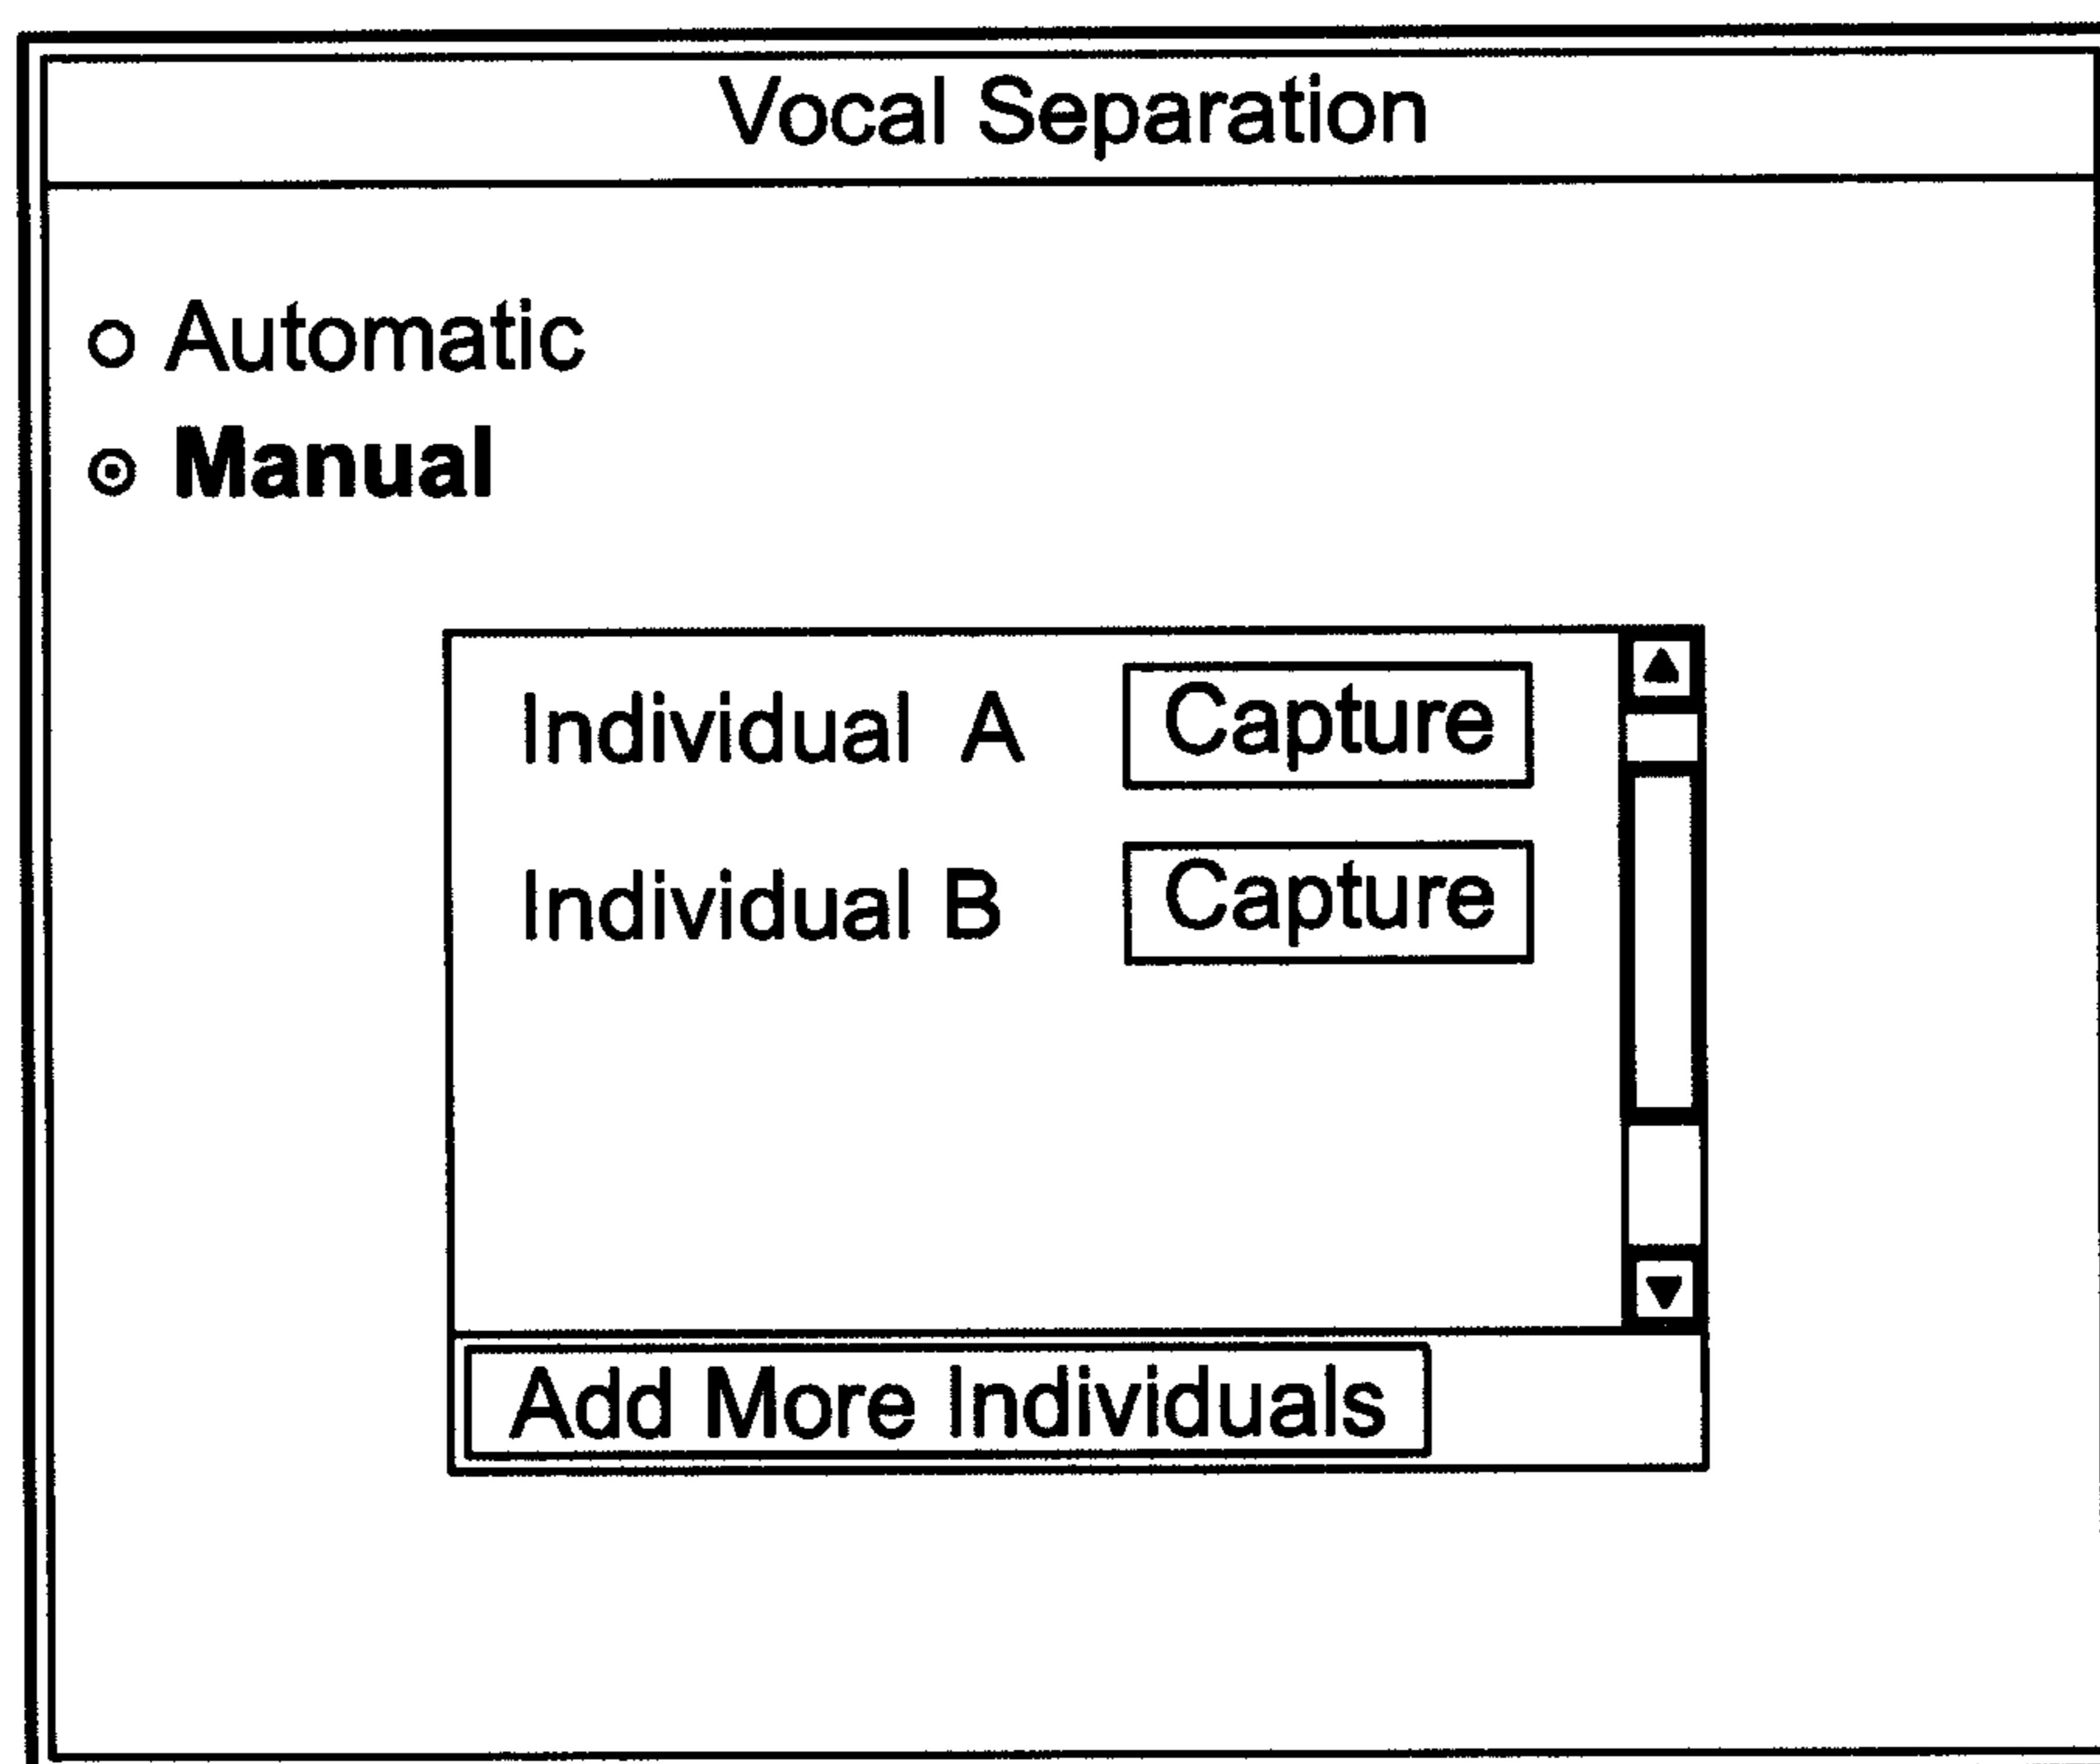 Vocal Separation
Automatic
Manual
Individual A Capture
Individual B Capture
Add More Individuals